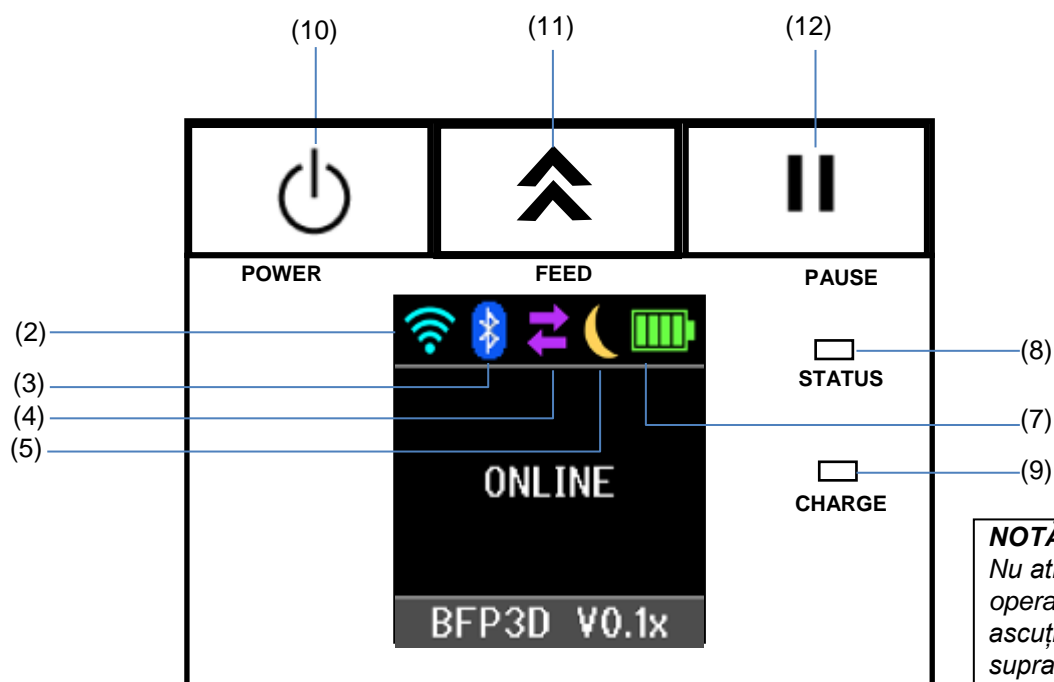 (10) (11) (12)
POWER FEED PAUSE
(2)
(8)
STATUS
(3)
(4)
(7)
(5)
ONLINE
(9)
CHARGE
NOTĂ
Nu
opera
ascuți
supra
BFP3D V0.1x